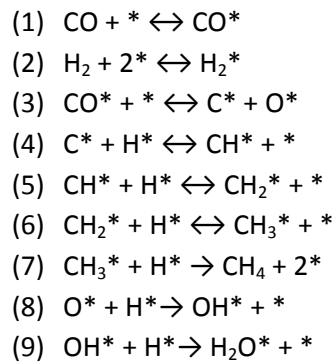 (1) CO + * ↔ CO*
(2) H₂ + 2* ↔ H₂*
(3) CO* + * ↔ C* + O*
(4) C* + H* ↔ CH* + *
(5) CH* + H* ↔ CH₂* + *
(6) CH₂* + H* ↔ CH₃* + *
(7) CH₃* + H* → CH₄ + 2*
(8) O* + H*→ OH* + *
(9) OH* + H*→ H₂O* + *